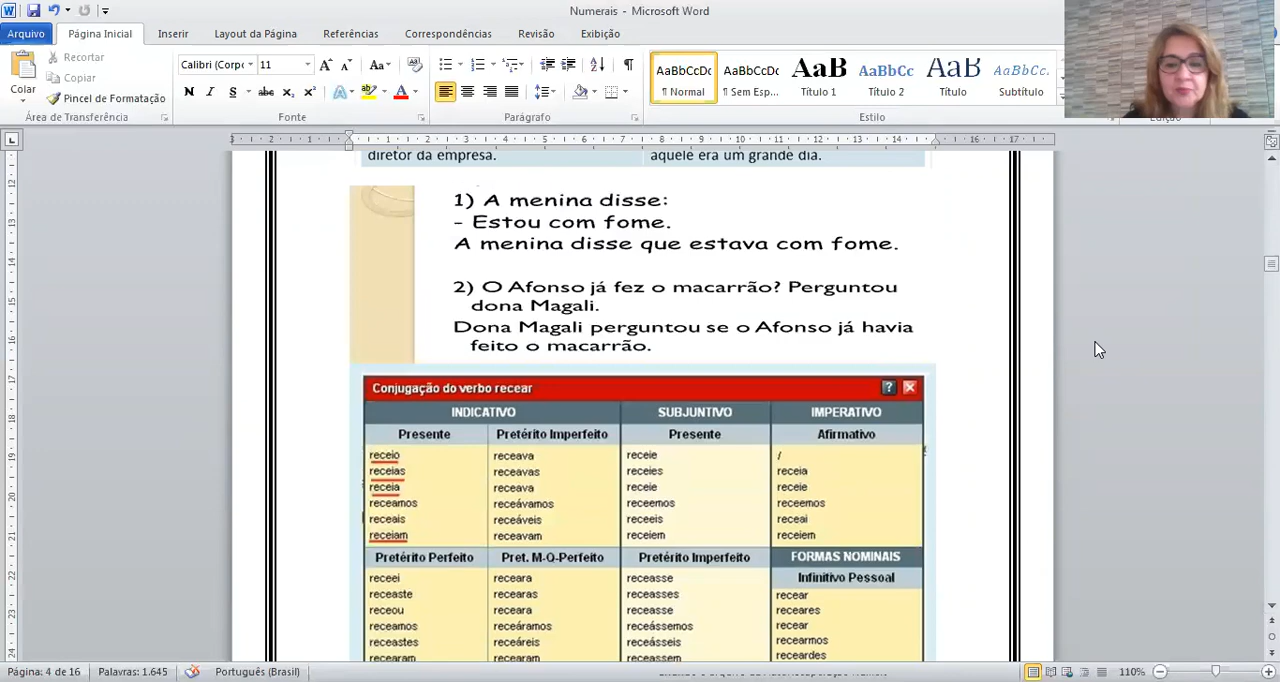 Numerais - Microsoft Word
Arquivo Página Inicial Inserir Layout da Página Referências Correspondências Revisão Exibição
Recortar
Copiar
Pincel de Formatação
Colar
Calibri (Corpo 11
AaBbCcDc AaBbCcDc AaB AaBbCc AaB AaBbCc.
¶ Normal ¶ Sem Esp... Título 1 Título 2 Título Subtítulo
Área de Transferência Fonte Parágrafo Estilo
diretor da empresa. aquele era um grande dia.
1) A menina disse:
- Estou com fome.
A menina disse que estava com fome.
2) O Afonso já fez o macarrão? Perguntou
dona Magali.
Dona Magali perguntou se o Afonso já havia
feito o macarrão.
Conjugação do verbo recear
INDICATIVO SUBJUNTIVO IMPERATIVO
Presente Pretérito Imperfeito Presente Afirmativo
receio receava receie /
receias receavas receies receia
receia receava receie receie
receamos receávamos receemos receemos
receais receáveis receeis receai
receiam receavam receiem receiem
Pretérito Perfeito Pret. M-Q-Perfeito Pretérito Imperfeito FORMAS NOMINAIS
Infinitivo Pessoal
receei receara receasse recear
receaste recearas receasses receares
receou receara receasse recear
receamos receáramos receássemos recearmos
receastes receáreis receásseis receardes
recearam recearam receassem
Página: 4 de 16 Palavras: 1.645 Português (Brasil) 110%